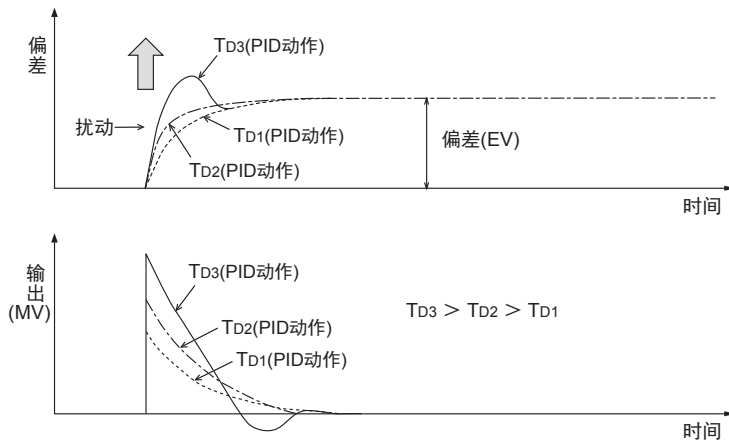 偏差
TD3(PID动作)
扰动
TD1(PID动作)
TD2(PID动作)
偏差(EV)
时间
输出
(MV)
TD3(PID动作)
TD2(PID动作)
TD1(PID动作)
TD3 > TD2 > TD1
时间